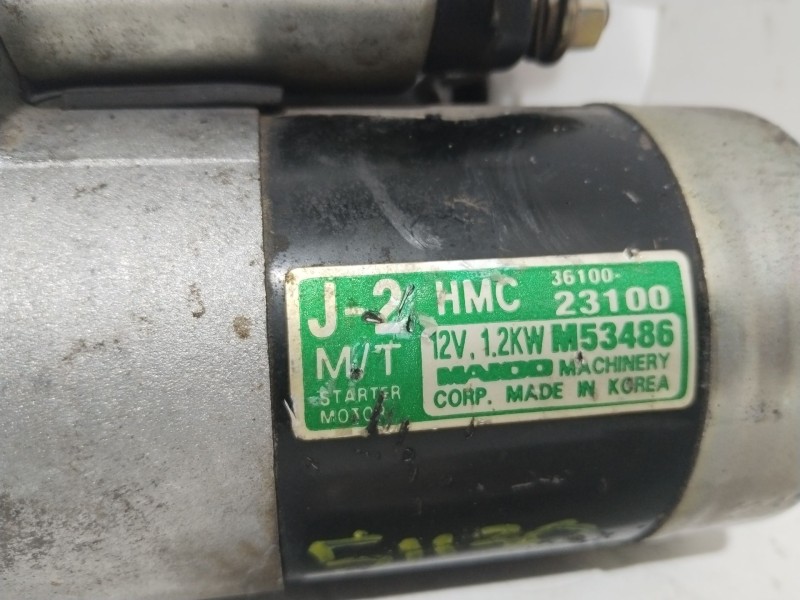 J-2 HMC 36100-
23100
M/T 12V, 1.2KW M53486
STARTER MANDO MACHINERY
MOTOR CORP. MADE IN KOREA